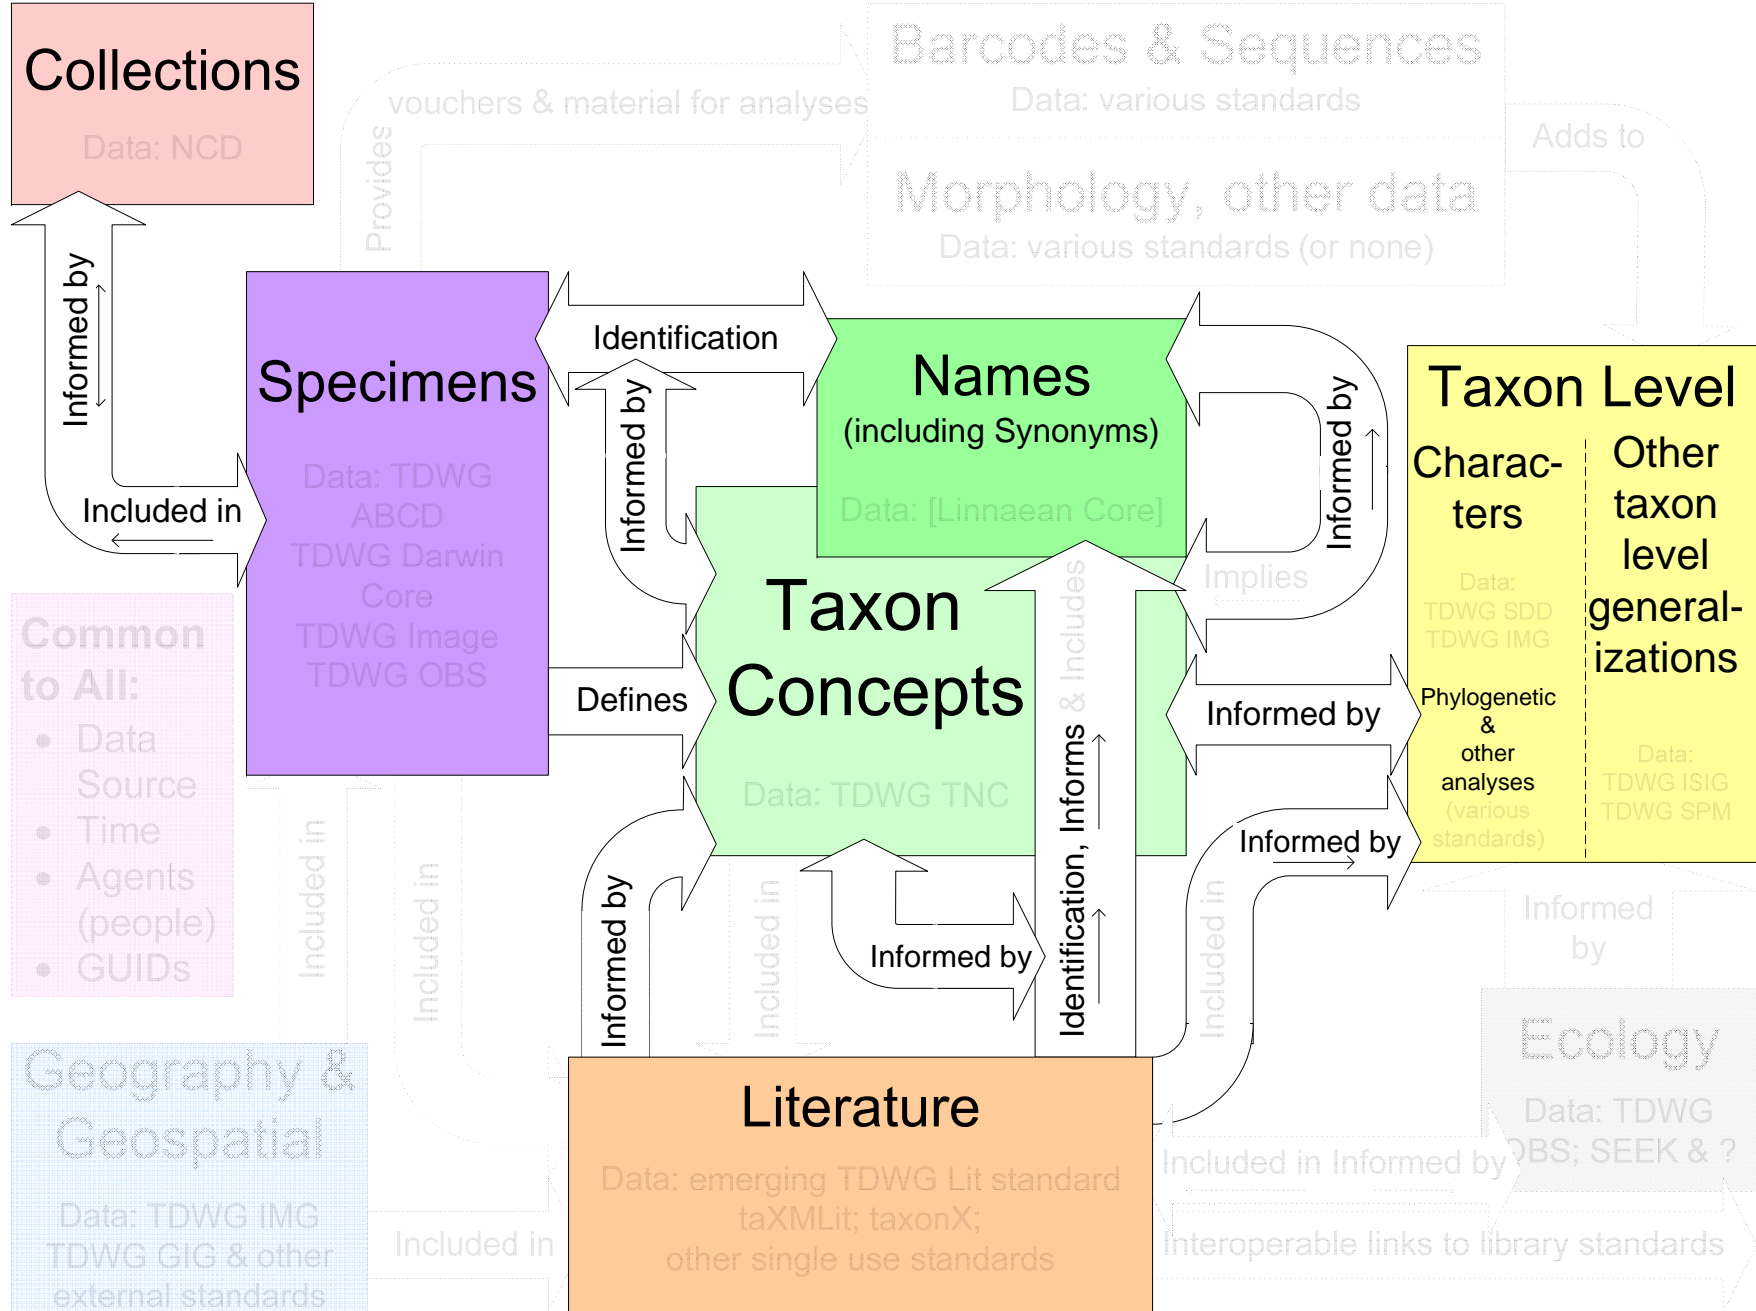 Collections
Data: NCD
Informed by
Included in
Provides
vouchers & material for analyses
Barcodes & Sequences
Data: various standards
Morphology, other data
Data: various standards (or none)
Adds to
Specimens
Data: TDWG
ABCD
TDWG Darwin
Core
TDWG Image
TDWG OBS
Identification
Informed by
Defines
Names
(including Synonyms)
Data: [Linnaean Core]
Taxon
Concepts
Data: TDWG TNC
Informed by
Implies
Informed by
Taxon Level
Charac-
ters
Data:
TDWG SDD
TDWG IMG
Phylogenetic
&
other
analyses
(various
standards)
Other
taxon
level
general-
izations
Data:
TDWG ISIG
TDWG SPM
Common
to All:
• Data
Source
• Time
• Agents
(people)
• GUIDs
Included in
Included in
Informed by
Included in
Informed by
Identification, Informs & Includes
Included in
Informed by
Informed
by
Geography &
Geospatial
Data: TDWG IMG
TDWG GIG & other
external standards
Included in
Literature
Data: emerging TDWG Lit standard
taXMLit; taxonX;
other single use standards
Ecology
Data: TDWG
OBS; SEEK & ?
Included in Informed by
Interoperable links to library standards